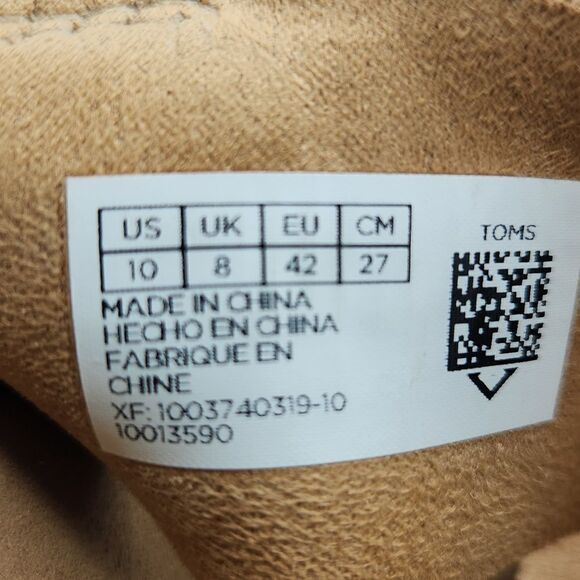 US UK EU CM
10 8 42 27
MADE IN CHINA
HECHO EN CHINA
FABRIQUE EN
CHINE
XF: 1003740319-10
10013590
TOMS